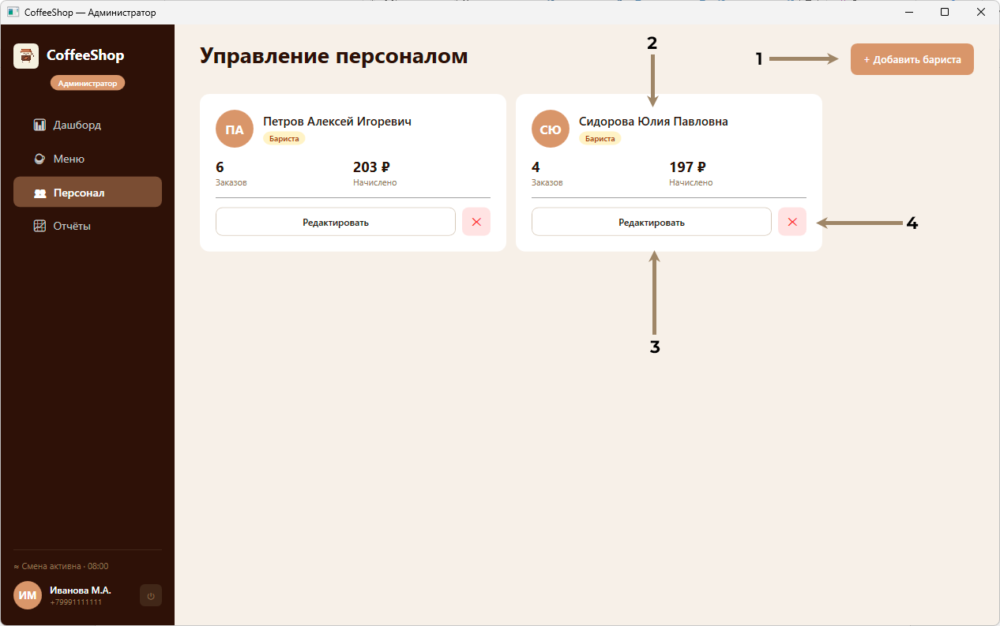 CoffeeShop — Администратор
CoffeeShop
Администратор
Дашборд
Меню
Персонал
Отчёты
≈ Смена активна · 08:00
ИМ
Иванова М.А.
+79991111111
Управление персоналом
1
+ Добавить бариста
2
ПА
Петров Алексей Игоревич
Бариста
6
Заказов
203 ₽
Начислено
Редактировать
СЮ
Сидорова Юлия Павловна
Бариста
4
Заказов
197 ₽
Начислено
Редактировать
4
3